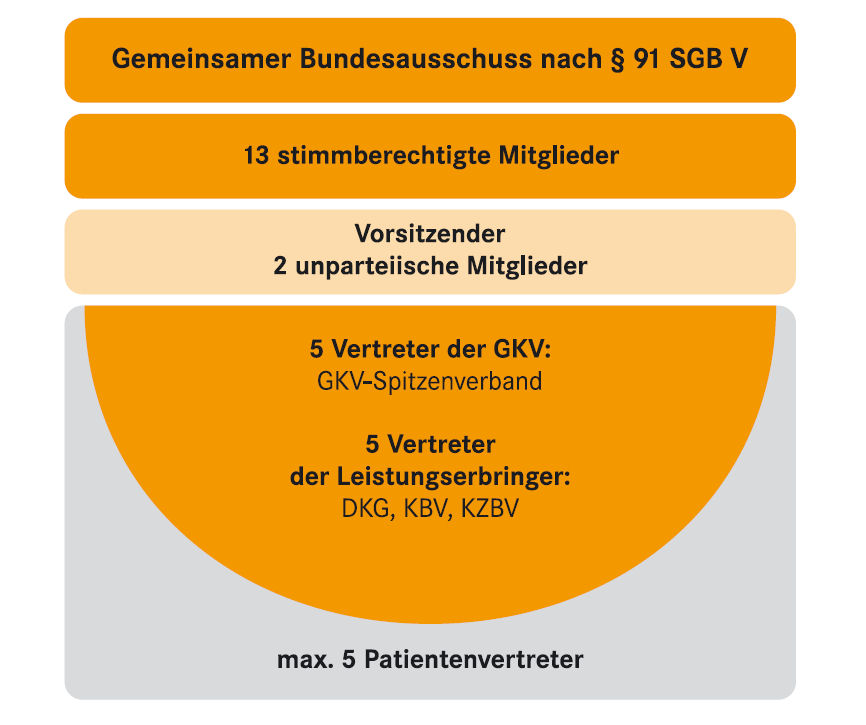 Gemeinsamer Bundesausschuss nach § 91 SGB V
13 stimmberechtigte Mitglieder
Vorsitzender
2 unparteiische Mitglieder
5 Vertreter der GKV:
GKV-Spitzenverband
5 Vertreter
der Leistungserbringer:
DKG, KBV, KZBV
max. 5 Patientenvertreter